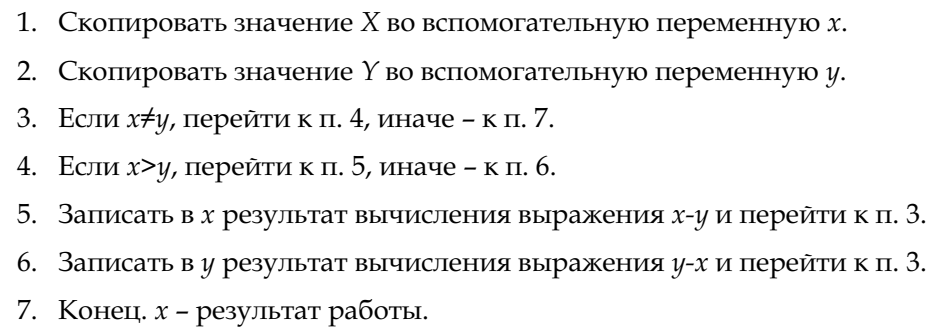 1. Скопировать значение X во вспомогательную переменную x.
2. Скопировать значение Y во вспомогательную переменную y.
3. Если x≠y, перейти к п. 4, иначе – к п. 7.
4. Если x>y, перейти к п. 5, иначе – к п. 6.
5. Записать в x результат вычисления выражения x-y и перейти к п. 3.
6. Записать в y результат вычисления выражения y-x и перейти к п. 3.
7. Конец. x – результат работы.